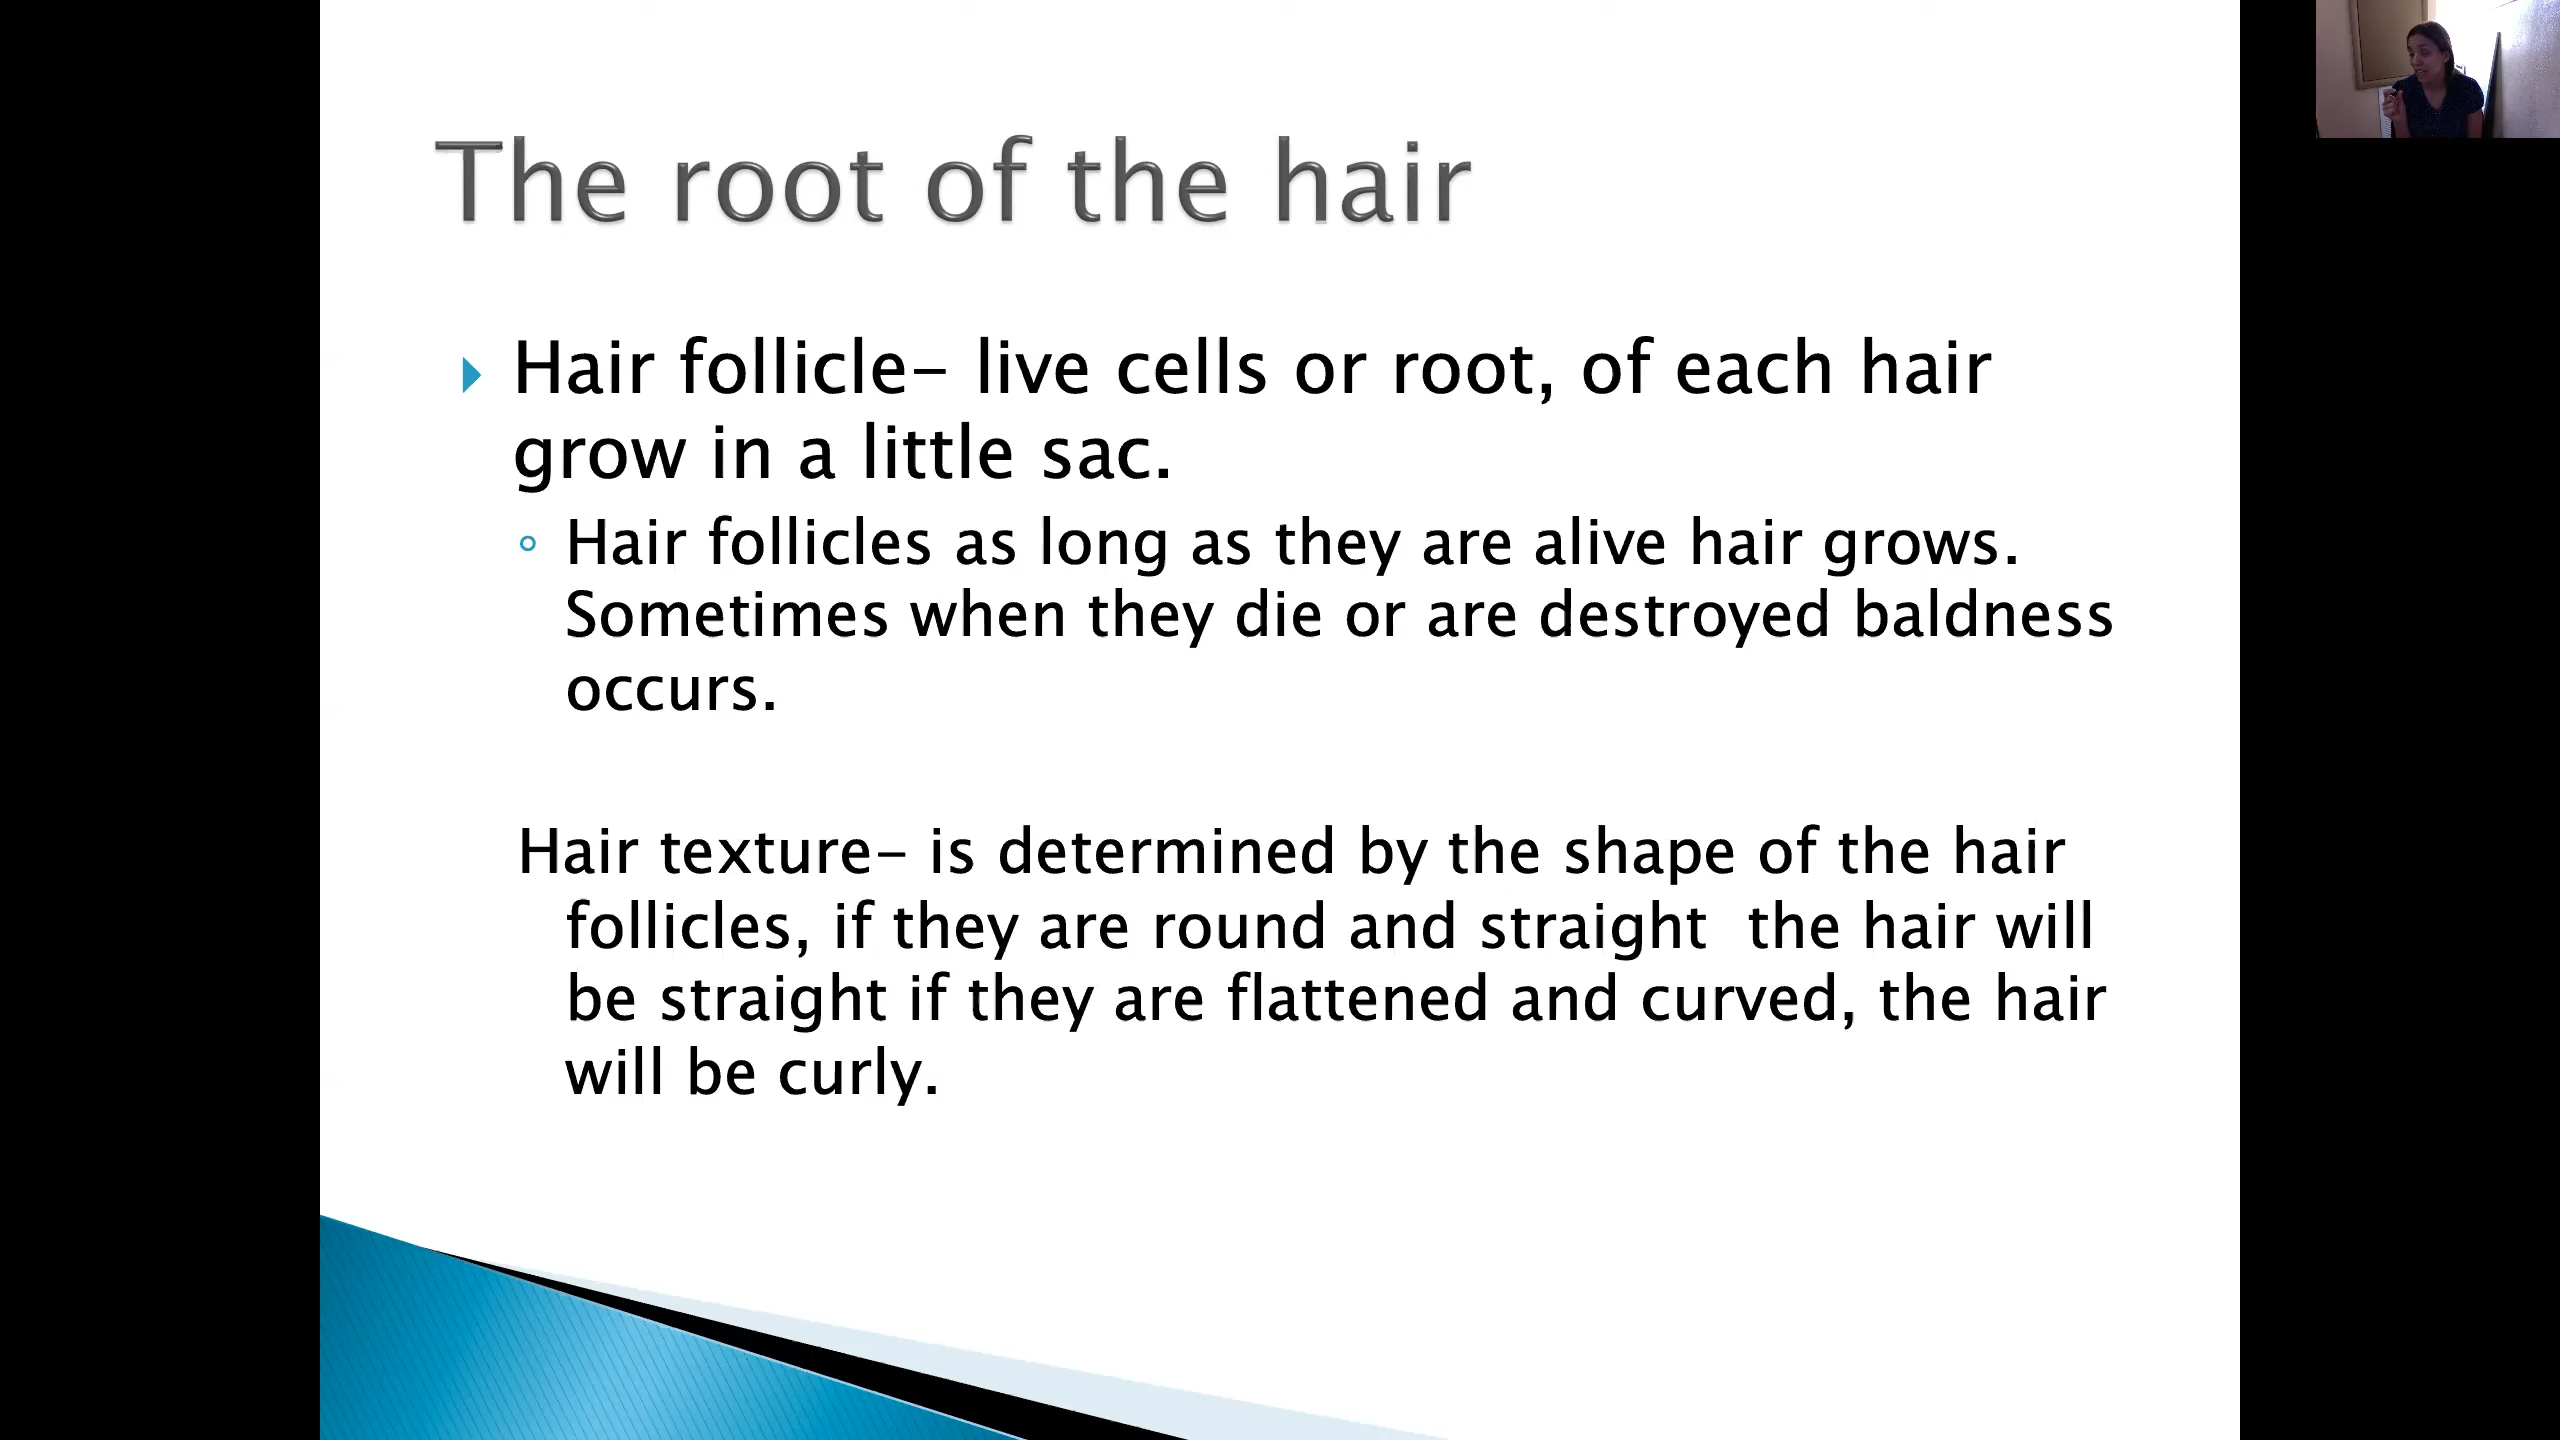 The root of the hair
Hair follicle- live cells or root, of each hair
grow in a little sac.
Hair follicles as long as they are alive hair grows.
Sometimes when they die or are destroyed baldness
occurs.
Hair texture- is determined by the shape of the hair
follicles, if they are round and straight  the hair will
be straight if they are flattened and curved, the hair
will be curly.